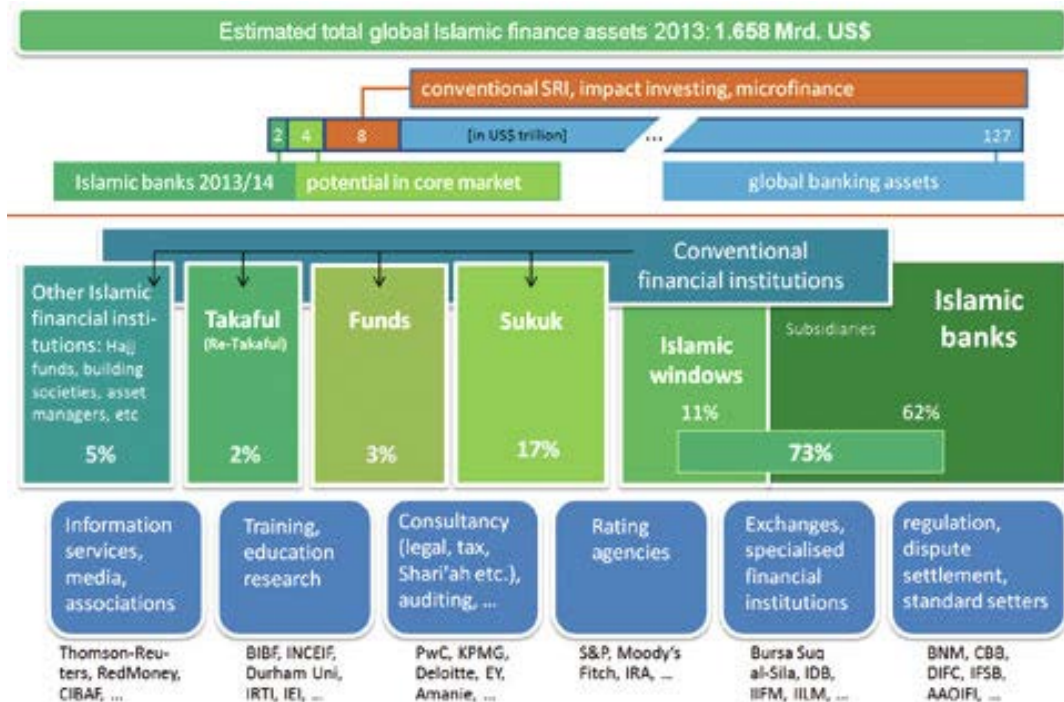 Estimated total global Islamic finance assets 2013: 1.658 Mrd. US$
conventional SRI, impact investing, microfinance
2
4
8
[in US$ trillion]
...
127
Islamic banks 2013/14
potential in core market
global banking assets
Conventional
financial institutions
Other Islamic
financial insti-
tutions: Hajj
funds, building
societies, asset
managers, etc
5%
Takaful
(Re-Takaful)
2%
Funds
3%
Sukuk
17%
Islamic
windows
11%
Subsidiaries
Islamic
banks
62%
73%
Information
services,
media,
associations
Training,
education
research
Consultancy
(legal, tax,
Shari'ah etc.),
auditing, ...
Rating
agencies
Exchanges,
specialised
financial
institutions
regulation,
dispute
settlement,
standard setters
Thomson-Reu-
ters, RedMoney,
CIBAF, ...
BIBF, INCEIF,
Durham Uni,
IRTI, IEI, ...
PwC, KPMG,
Deloitte, EY,
Amanie, ...
S&P, Moody's
Fitch, IRA, ...
Bursa Suq
al-Sila, IDB,
IIFM, IILM, ...
BNM, CBB,
DIFC, IFSB,
AAOIFI, ...